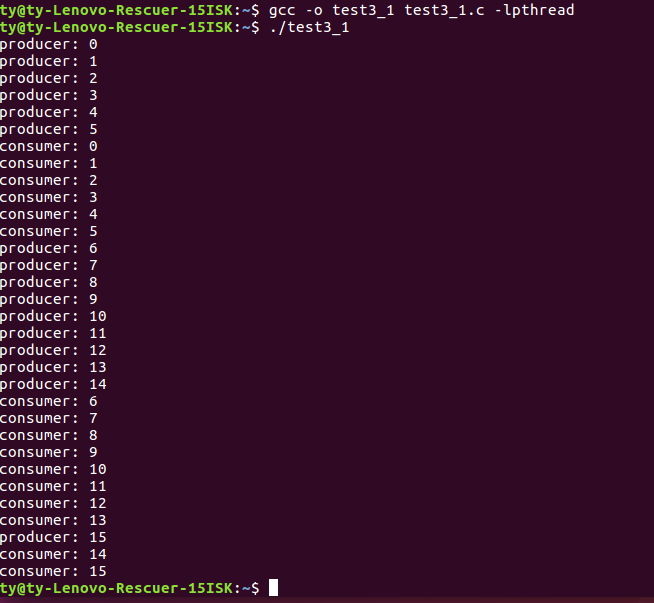 ty@ty-Lenovo-Rescuer-15ISK:~$ gcc -o test3_1 test3_1.c -lpthread
ty@ty-Lenovo-Rescuer-15ISK:~$ ./test3_1
producer: 0
producer: 1
producer: 2
producer: 3
producer: 4
producer: 5
consumer: 0
consumer: 1
consumer: 2
consumer: 3
consumer: 4
consumer: 5
producer: 6
producer: 7
producer: 8
producer: 9
producer: 10
producer: 11
producer: 12
producer: 13
producer: 14
consumer: 6
consumer: 7
consumer: 8
consumer: 9
consumer: 10
consumer: 11
consumer: 12
consumer: 13
producer: 15
consumer: 14
consumer: 15
ty@ty-Lenovo-Rescuer-15ISK:~$